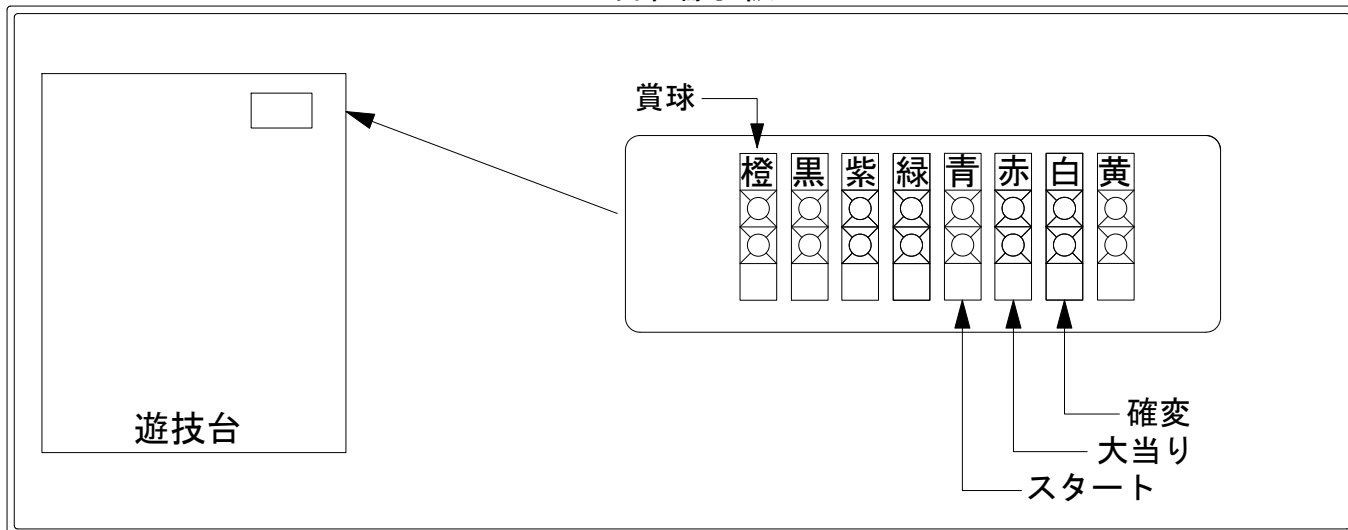 賞球
橙 黒 紫 緑 青 赤 白 黄
遊技台
確変
大当り
スタート